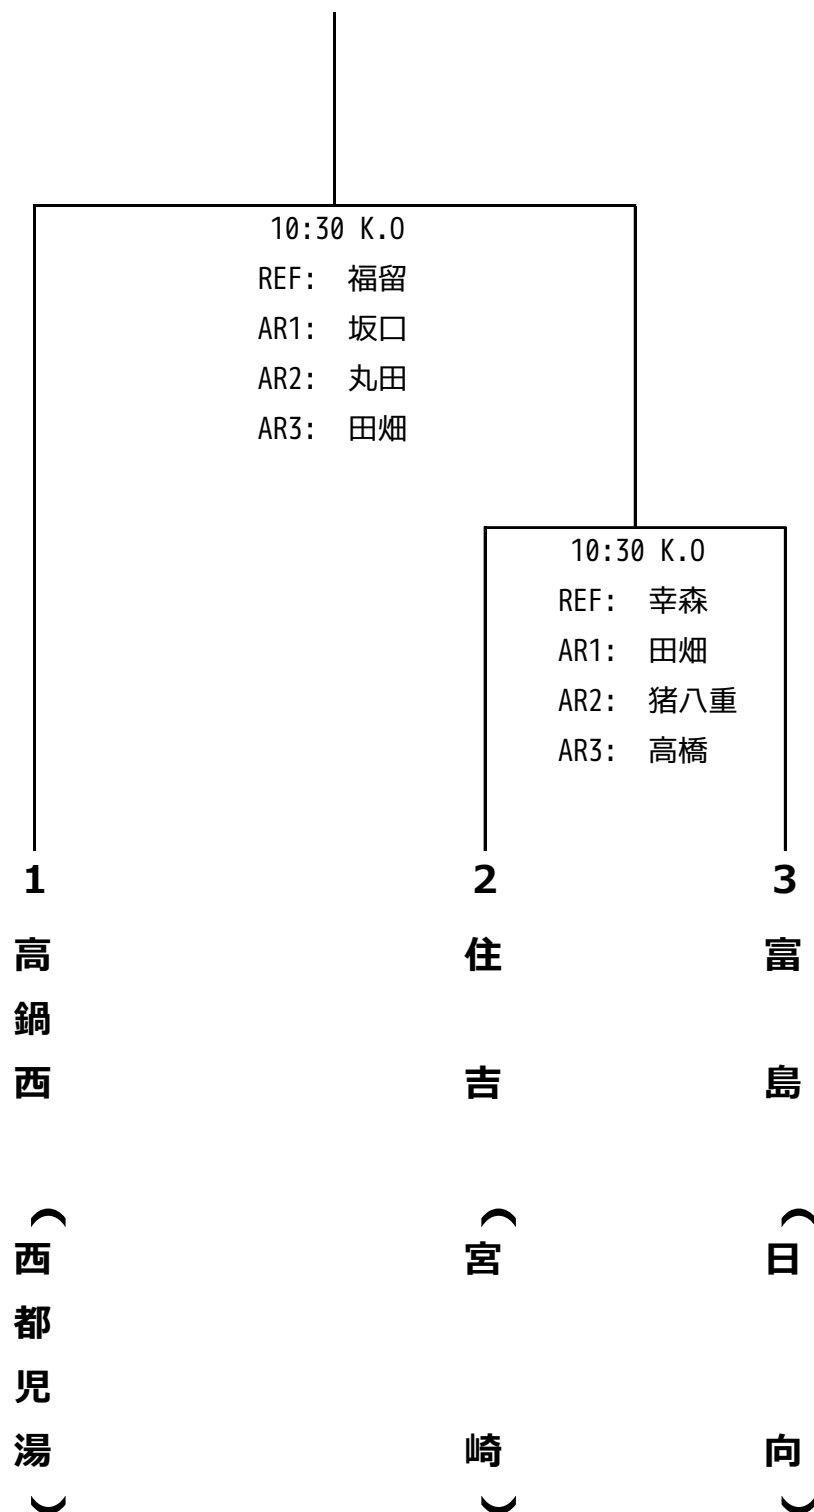 10:30 K.O
REF: 福留
AR1: 坂口
AR2: 丸田
AR3: 田畑
10:30 K.O
REF: 幸森
AR1: 田畑
AR2: 猪八重
AR3: 高橋
1
高鍋西（西都児湯）
2
住吉（宮崎）
3
富島（日向）